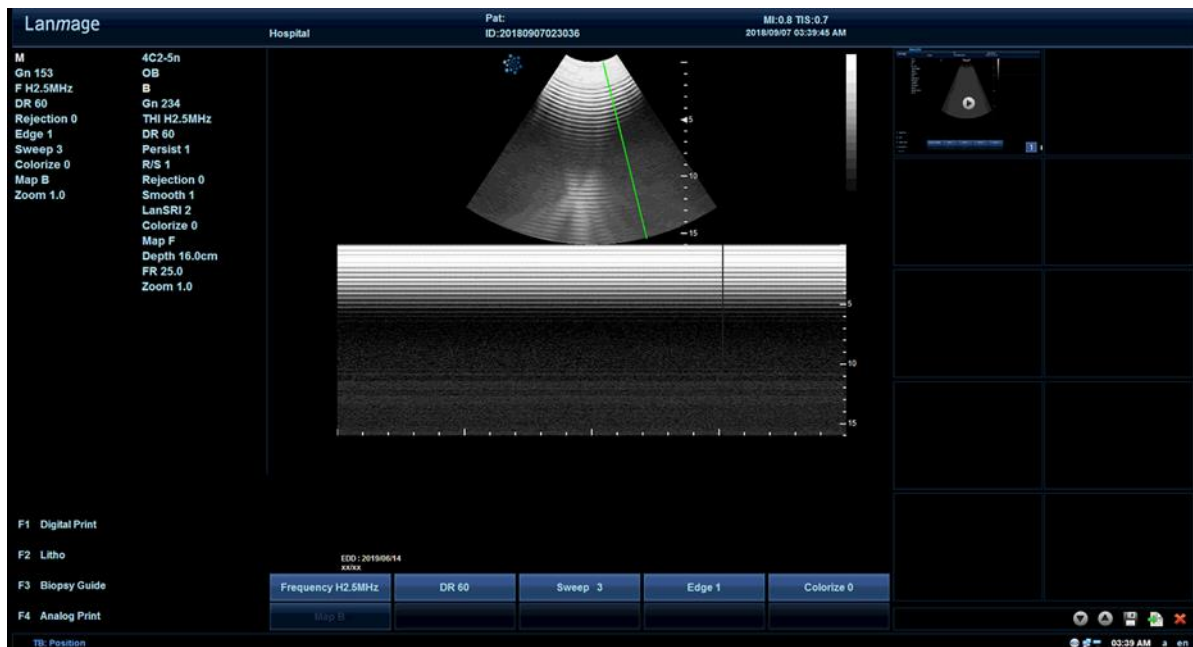 Lanmage
Hospital
Pat:
ID:20180907023036
MI:0.8 TIS:0.7
2018/09/07 03:39:45 AM
M
Gn 153
F H2.5MHz
DR 60
Rejection 0
Edge 1
Sweep 3
Colorize 0
Map B
Zoom 1.0
4C2-5n
OB
B
Gn 234
THI H2.5MHz
DR 60
Persist 1
R/S 1
Rejection 0
Smooth 1
LanSRI 2
Colorize 0
Map F
Depth 16.0cm
FR 25.0
Zoom 1.0
5
10
15
5
10
15
1
F1 Digital Print
F2 Litho
F3 Biopsy Guide
F4 Analog Print
EDD : 2019/06/14
xx/xx
Frequency H2.5MHz
DR 60
Sweep 3
Edge 1
Colorize 0
Map B
TB: Position
03:39 AM a en